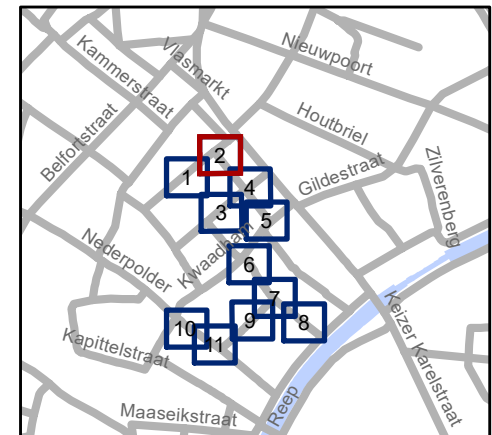 Nieuwpoort
Vlasmarkt
Kammerstraat
Houtbriel
Belfortstraat
Gildestraat
Zilverenberg
2
1
4
3
5
Kwaadham
Nederpolder
6
7
8
9
10
11
Kapittelstraat
Keizer Karelstraat
Maaseikstraat
Reep